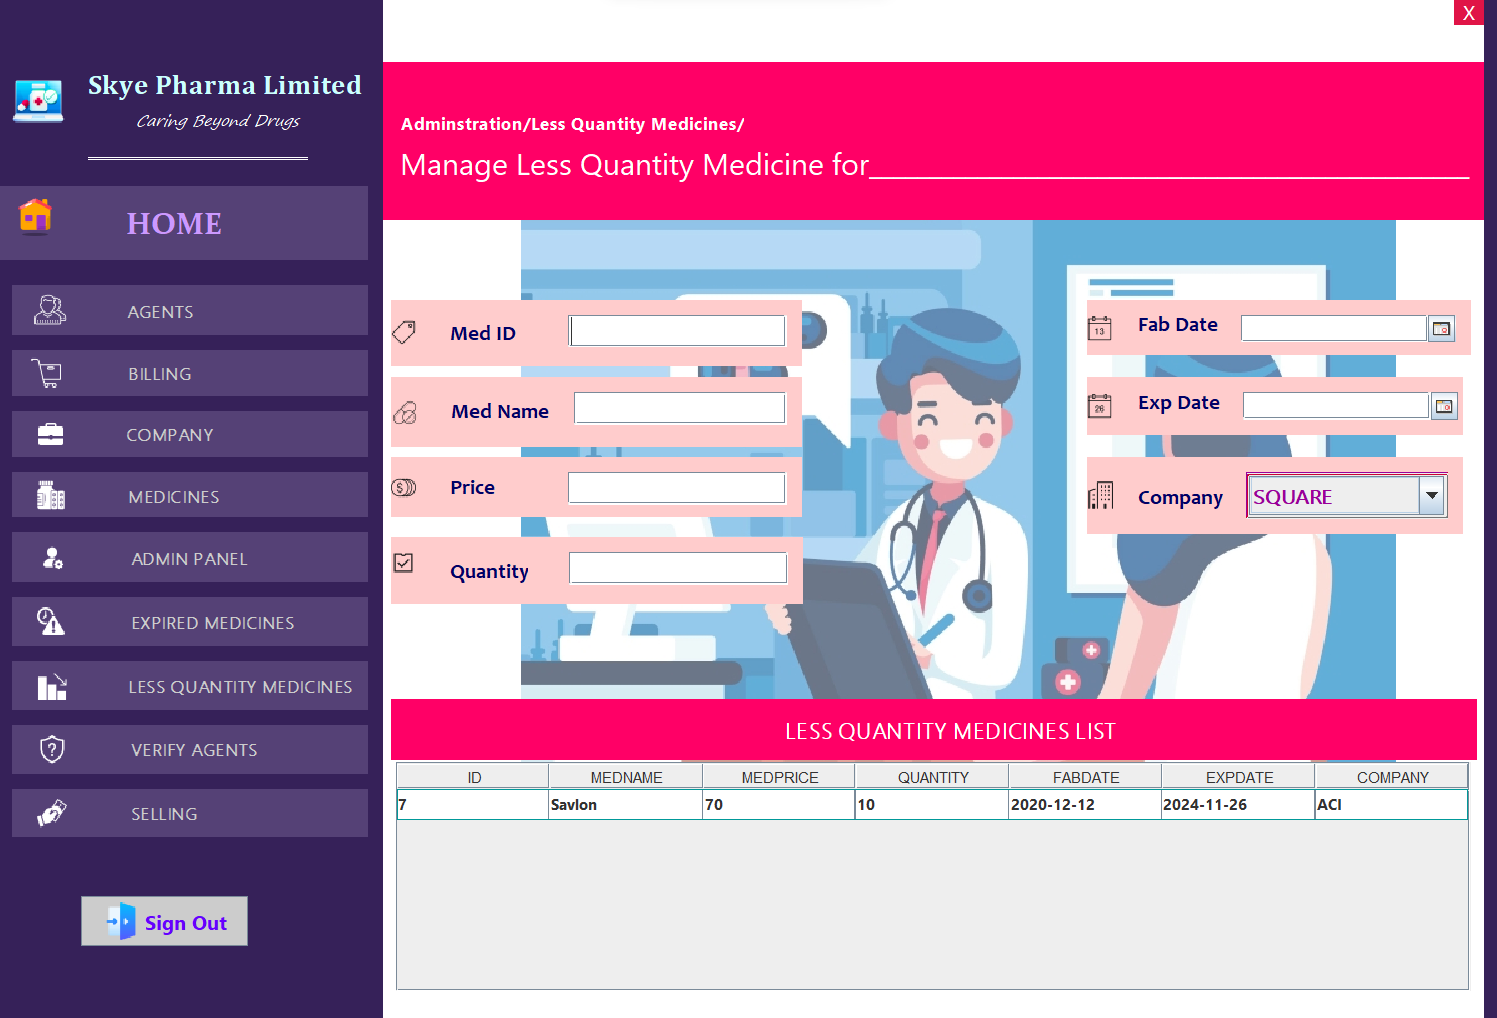 X
Skye Pharma Limited
Caring Beyond Drugs
HOME
AGENTS
BILLING
COMPANY
MEDICINES
ADMIN PANEL
EXPIRED MEDICINES
LESS QUANTITY MEDICINES
VERIFY AGENTS
SELLING
Sign Out
Adminstration/Less Quantity Medicines/
Manage Less Quantity Medicine for
Med ID
Med Name
Price
Quantity
13 Fab Date
26 Exp Date
Company SQUARE
LESS QUANTITY MEDICINES LIST
ID MEDNAME MEDPRICE QUANTITY FABDATE EXPDATE COMPANY
7 Savlon 70 10 2020-12-12 2024-11-26 ACI